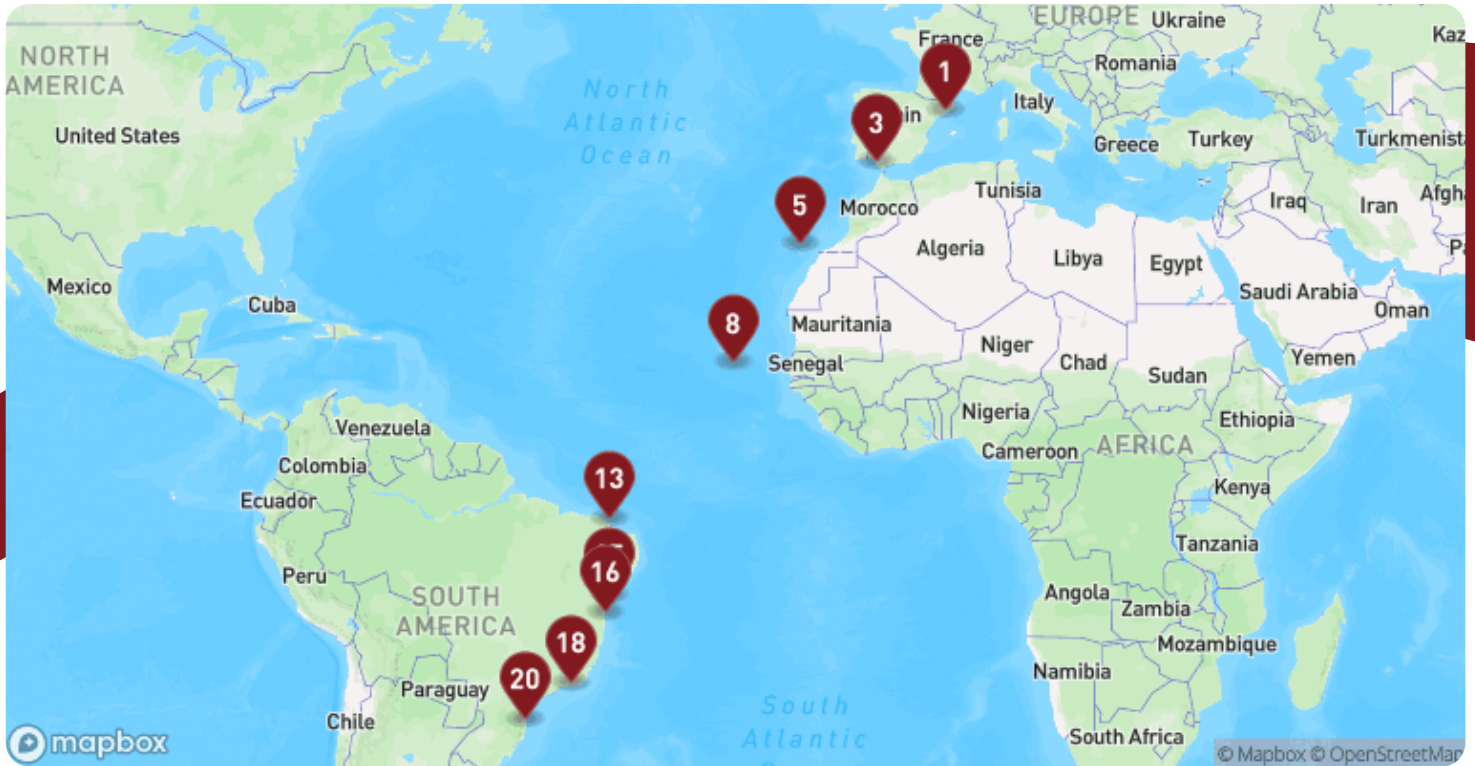 EUROPE
Ukraine
France
Kaz
NORTH
AMERICA
1
Romania
North
Atlantic
Ocean
Italy
in
3
United States
Greece
Turkey
Turkmenist
Tunisia
Afgha
5
Morocco
Iraq
Iran
Algeria
Libya
Egypt
Mexico
Cuba
Saudi Arabia
Oman
8
Mauritania
Niger
Senegal
Chad
Sudan
Yemen
Nigeria
Ethiopia
Venezuela
Cameroon
AFRICA
Colombia
13
Ecuador
Kenya
Tanzania
16
Peru
SOUTH
AMERICA
Angola
Zambia
18
Mozambique
Namibia
20
Paraguay
South
Atlantic
Chile
South Africa
mapbox
© Mapbox © OpenStreetMap